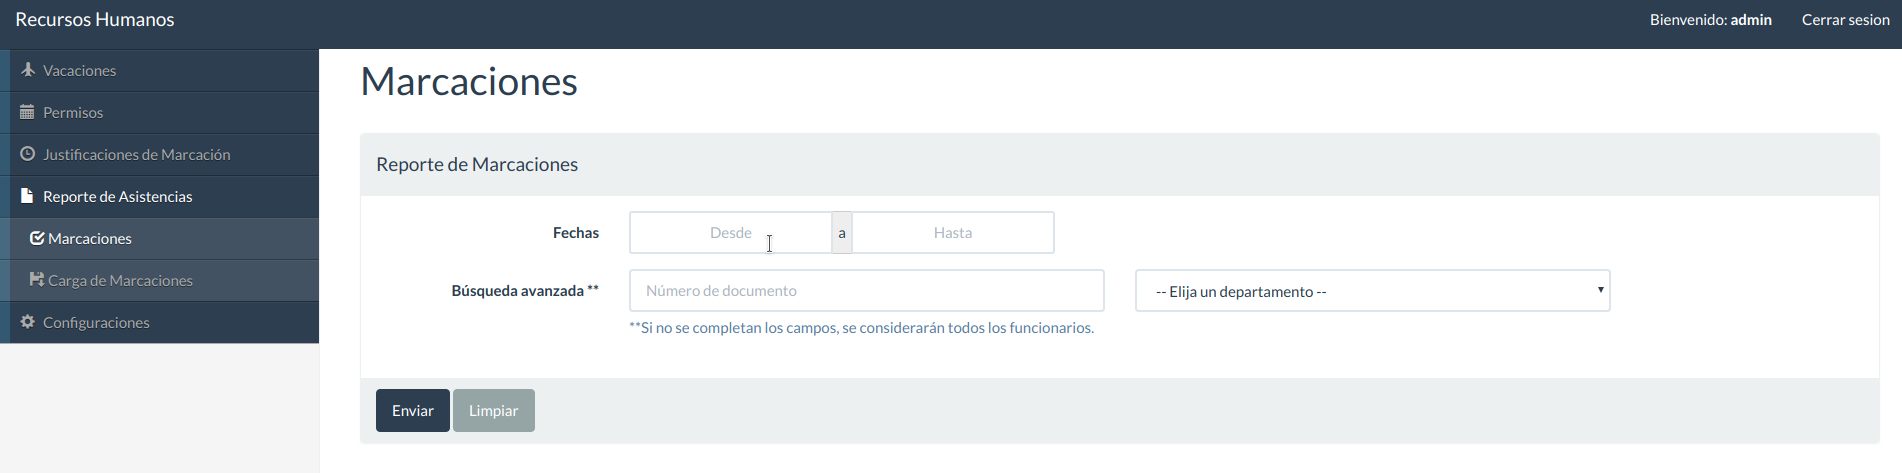 Recursos Humanos
Bienvenido: admin
Cerrar sesion
Vacaciones
Permisos
Justificaciones de Marcación
Reporte de Asistencias
Marcaciones
Carga de Marcaciones
Configuraciones
Marcaciones
Reporte de Marcaciones
Fechas
Desde
a
Hasta
Búsqueda avanzada **
Número de documento
-- Elija un departamento --
**Si no se completan los campos, se considerarán todos los funcionarios.
Enviar
Limpiar